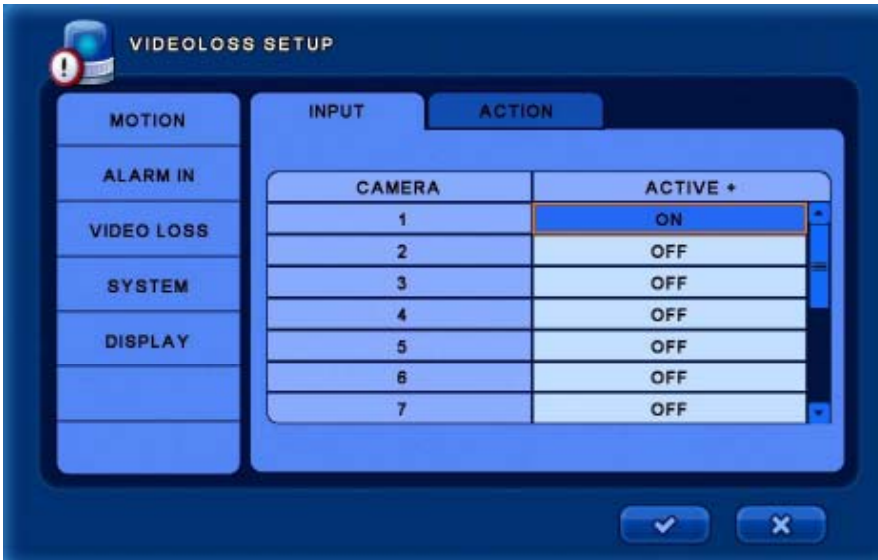 VIDEOLOSS SETUP
MOTION
ALARM IN
VIDEO LOSS
SYSTEM
DISPLAY
INPUT ACTION
CAMERA ACTIVE +
1 ON
2 OFF
3 OFF
4 OFF
5 OFF
6 OFF
7 OFF